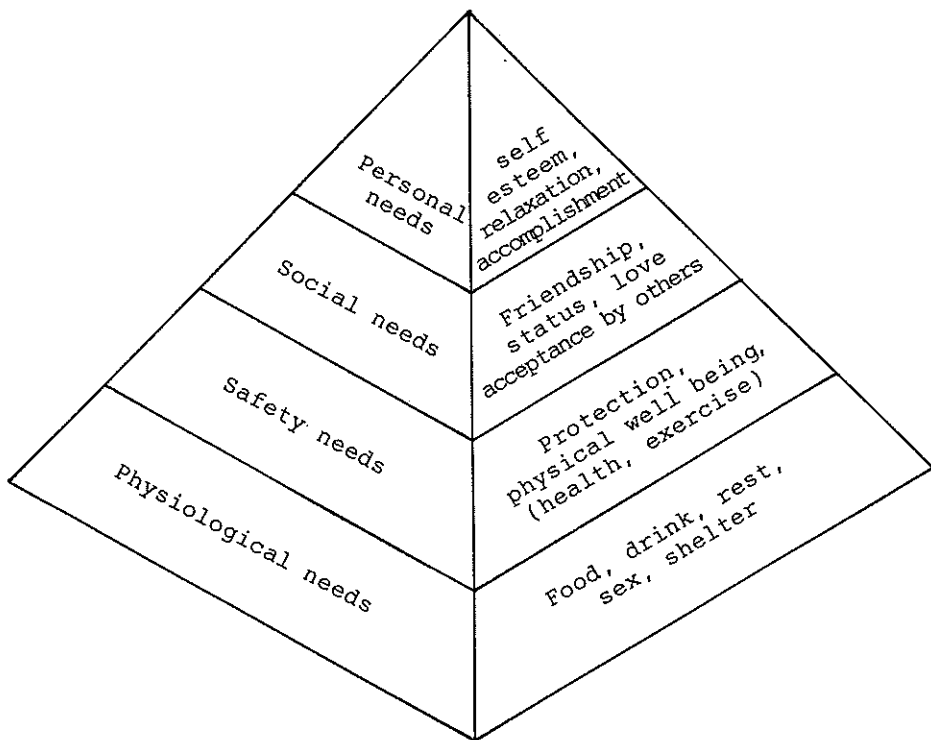 Personal
needs
self
esteem,
relaxation,
accomplishment
Social needs
Friendship,
status, love
acceptance by others
Safety needs
Protection,
physical well being,
(health, exercise)
Physiological needs
Food, drink, rest,
sex, shelter